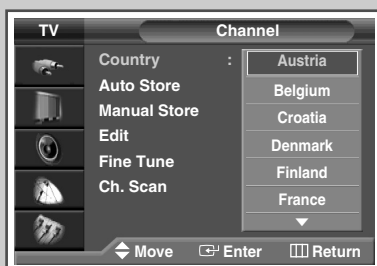 TV Channel
Country : Austria
Auto Store Belgium
Manual Store Croatia
Edit Denmark
Fine Tune Finland
Ch. Scan France
Move Enter Return